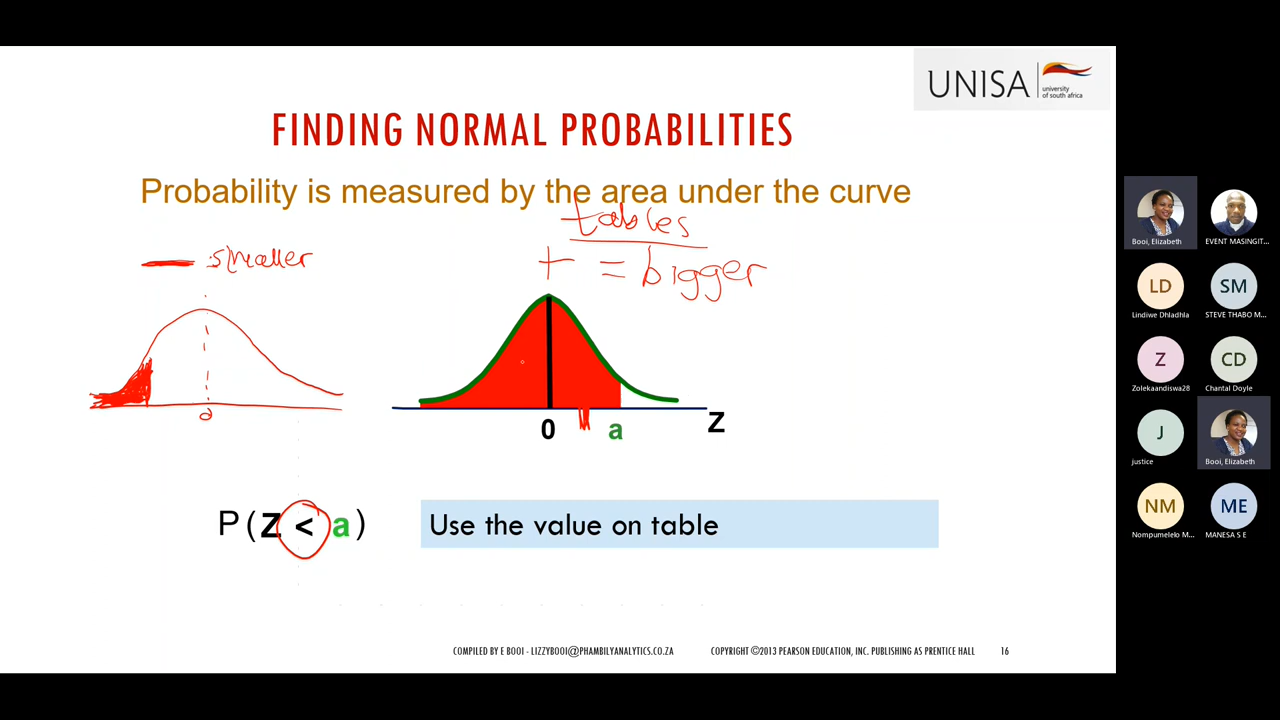 UNISA
university
of south africa
FINDING NORMAL PROBABILITIES
Probability is measured by the area under the curve
tables
smaller
+ = bigger
0
0 a Z
P(Z < a)
Use the value on table
COMPILED BY E BOOI - LIZZYBOOI@PHAMBILYANALYTICS.CO.ZA COPYRIGHT ©2013 PEARSON EDUCATION, INC. PUBLISHING AS PRENTICE HALL 16
Booi, Elizabeth
EVENT MASINGIT...
LD
SM
Lindiwe Dhladhla
STEVE THABO M...
Z
CD
Zolekaandiswa28
Chantal Doyle
J
justice
Booi, Elizabeth
NM
ME
Nompumelelo M...
MANESA S E